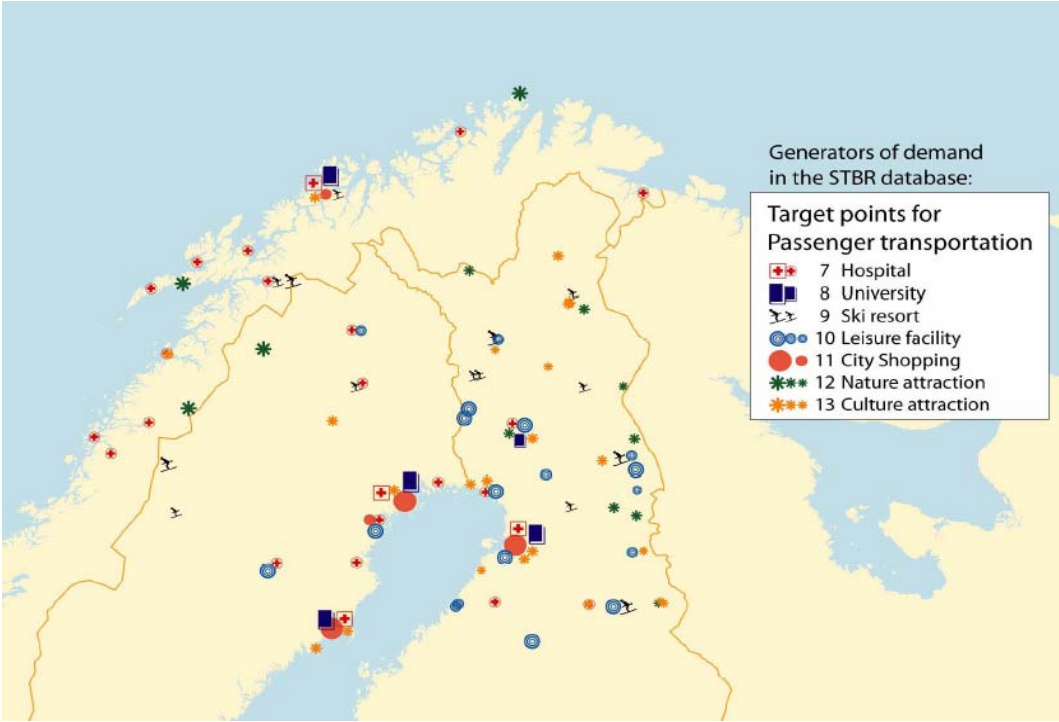 Generators of demand
in the STBR database:
Target points for
Passenger transportation
7 Hospital
8 University
9 Ski resort
10 Leisure facility
11 City Shopping
12 Nature attraction
13 Culture attraction